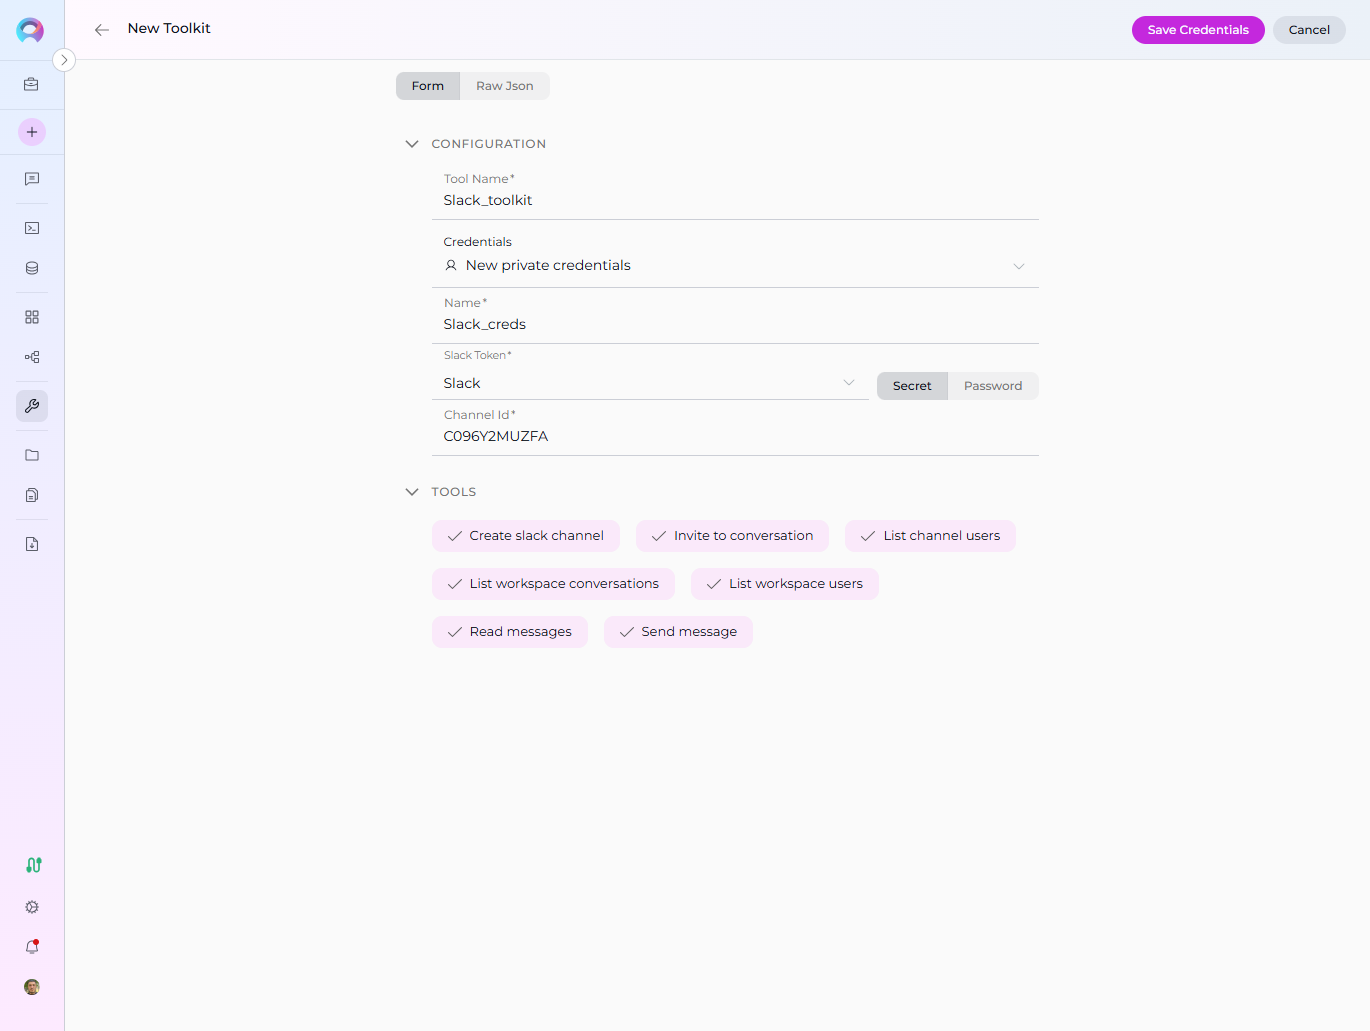 New Toolkit
Save Credentials
Cancel
Form
Raw Json
CONFIGURATION
Tool Name*
Slack_toolkit
Credentials
New private credentials
Name*
Slack_creds
Slack Token*
Slack
Secret
Password
Channel Id*
C096Y2MUZFA
TOOLS
Create slack channel
Invite to conversation
List channel users
List workspace conversations
List workspace users
Read messages
Send message